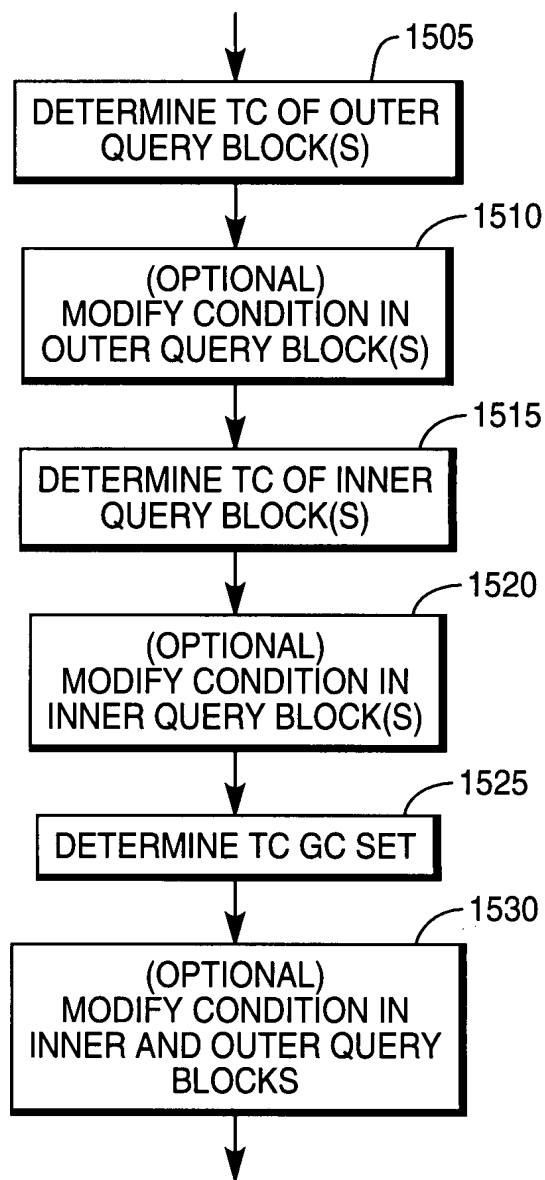 1505
DETERMINE TC OF OUTER
QUERY BLOCK(S)
1510
(OPTIONAL)
MODIFY CONDITION IN
OUTER QUERY BLOCK(S)
1515
DETERMINE TC OF INNER
QUERY BLOCK(S)
1520
(OPTIONAL)
MODIFY CONDITION IN
INNER QUERY BLOCK(S)
1525
DETERMINE TC GC SET
1530
(OPTIONAL)
MODIFY CONDITION IN
INNER AND OUTER QUERY
BLOCKS